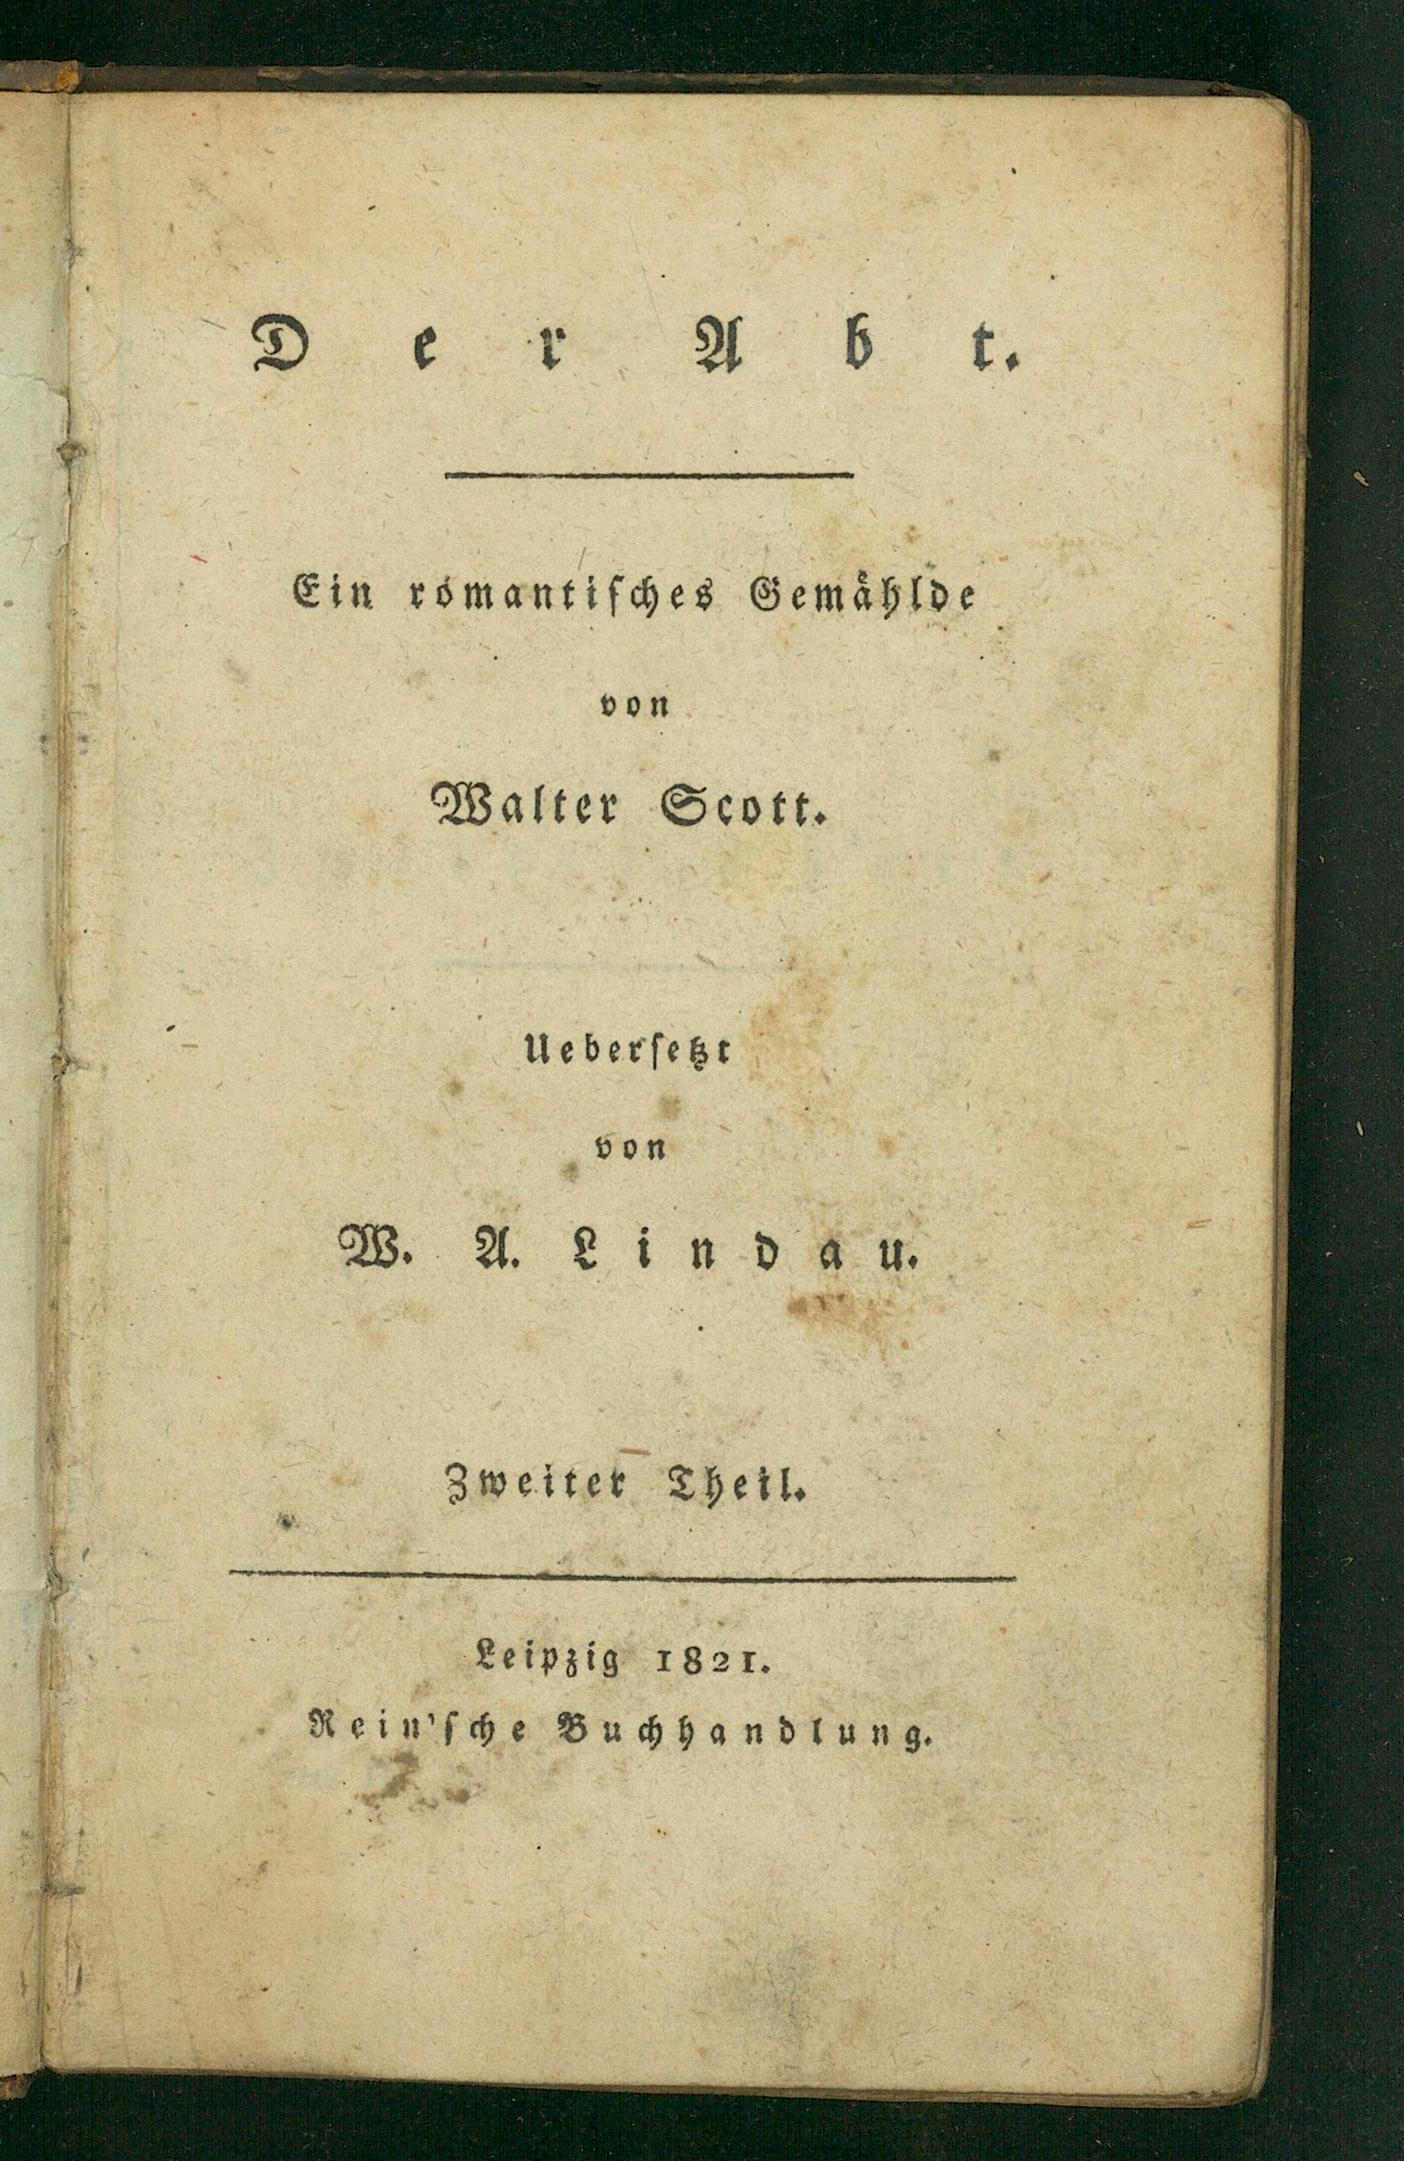 Der Abt.
Ein romantisches Gemählde
von
Walter Scott.
Uebersetzt
von
W. A. Lindau.
Zweiter Theil.
Leipzig 1821.
Rein'sche Buchhandlung.